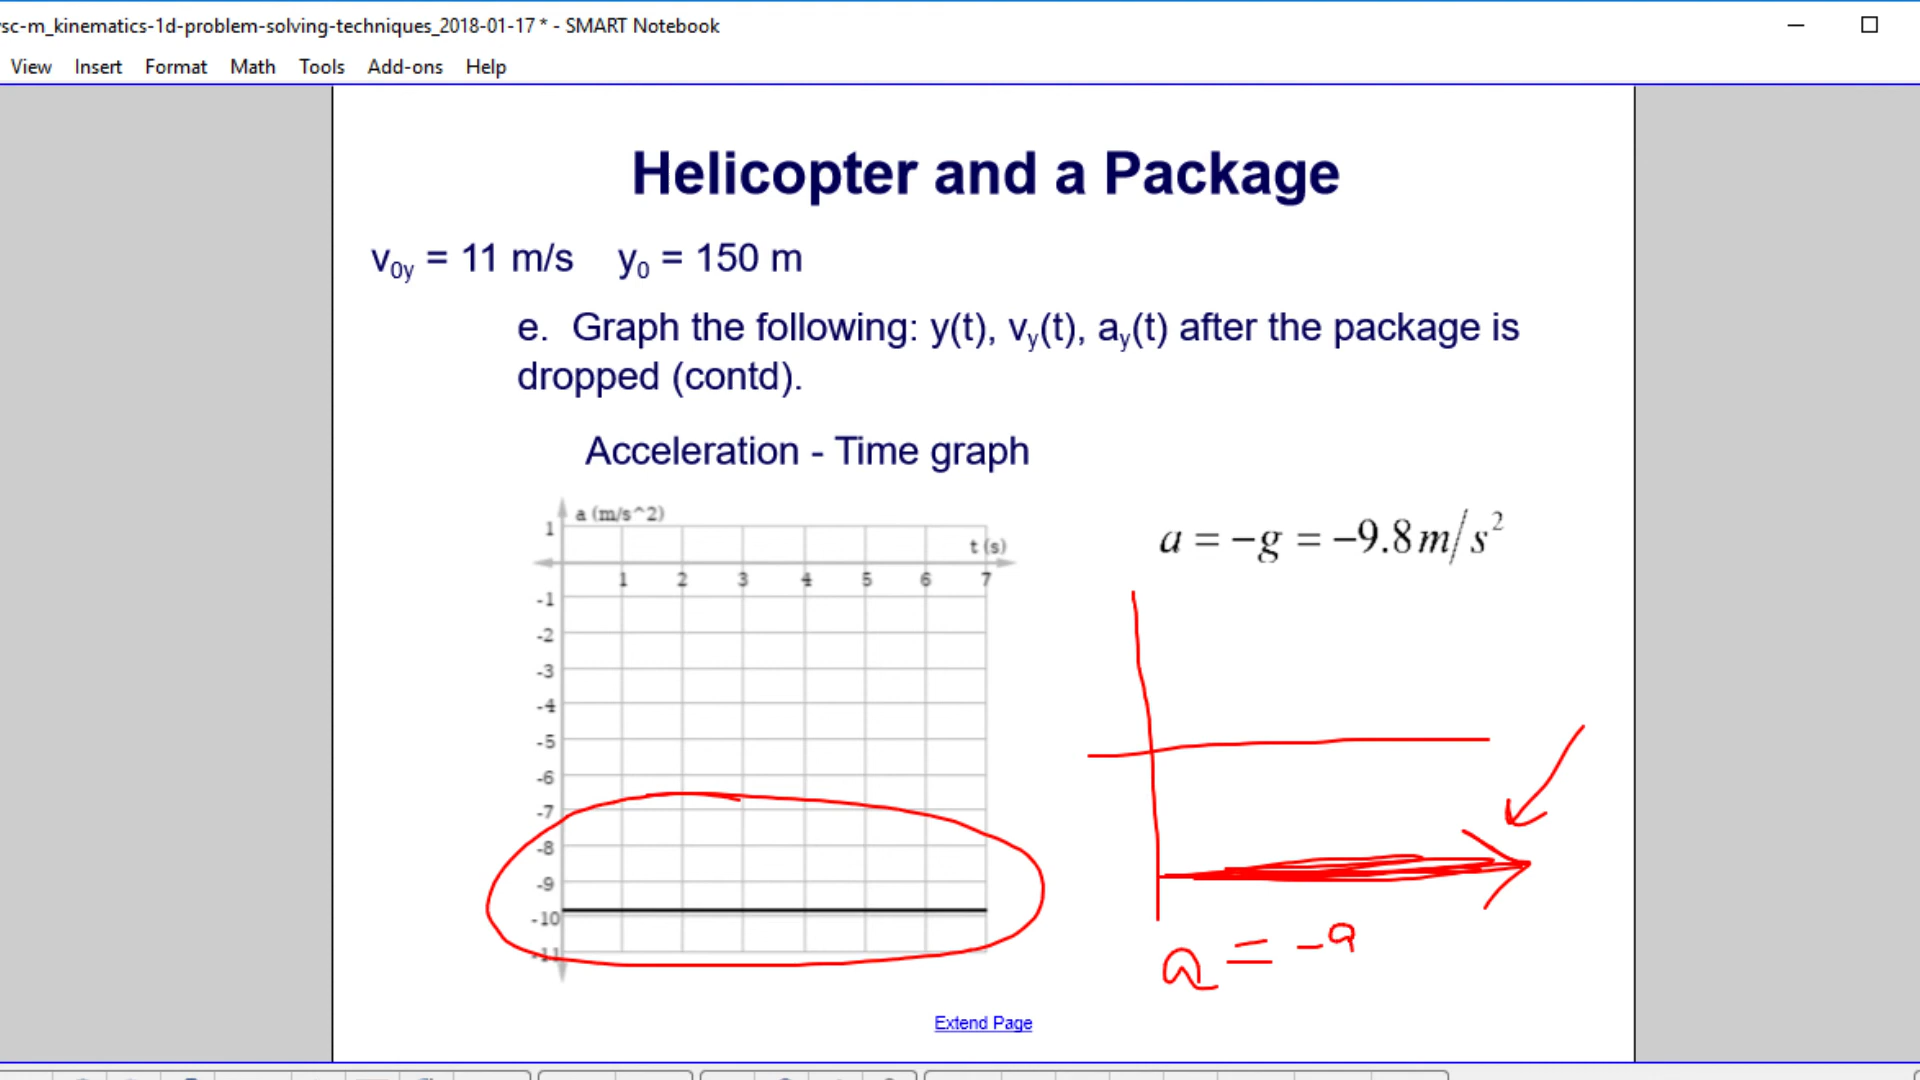 sc-m_kinematics-1d-problem-solving-techniques_2018-01-17 * - SMART Notebook
View Insert Format Math Tools Add-ons Help
Helicopter and a Package
v0y = 11 m/s y0 = 150 m
e. Graph the following: y(t), vy(t), ay(t) after the package is
dropped (contd).
Acceleration - Time graph
a (m/s^2)
a = -g = -9.8 m/s²
1
t (s)
1 2 3 4 5 6 7
-1
-2
-3
-4
-5
-6
-7
-8
-9
-10
-11
a = -9
Extend Page